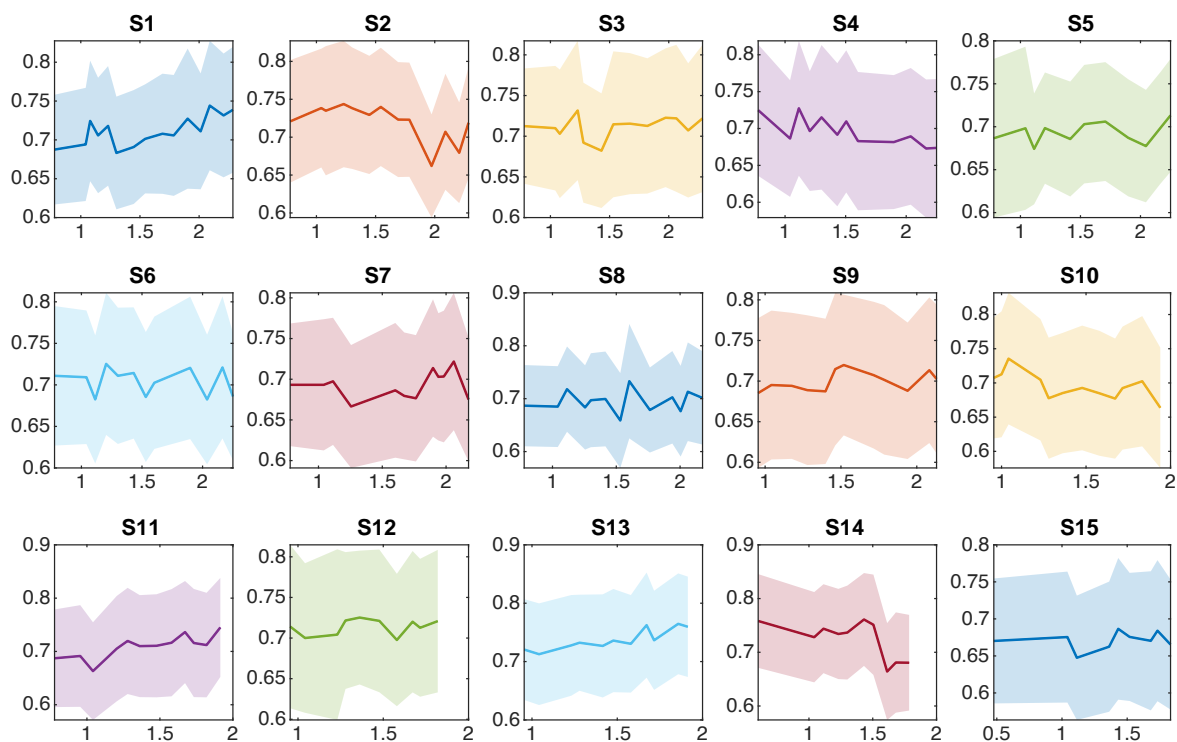 S1 S2 S3 S4 S5
0.8 0.8 0.8 0.8 0.8
0.75 0.75 0.75 0.75 0.75
0.7 0.7 0.7 0.7 0.7
0.65 0.65 0.65 0.65 0.65
0.6 0.6 0.6 0.6 0.6
1 1.5 2 1 1.5 2 1 1.5 2 1 1.5 2 1 1.5 2
S6 S7 S8 S9 S10
0.8 0.8 0.9 0.8 0.8
0.75 0.75 0.8 0.75 0.75
0.7 0.7 0.7 0.7 0.7
0.65 0.65 0.6 0.65 0.65
0.6 0.6 0.6 0.6
1 1.5 2 1 1.5 2 1 1.5 2 1 1.5 2 1 1.5 2
S11 S12 S13 S14 S15
0.9 0.8 0.9 0.9 0.8
0.8 0.75 0.8 0.8 0.75
0.7 0.7 0.7 0.7 0.7
0.6 0.65 0.6 0.6 0.65
0.6 0.6
1 1.5 2 1 1.5 2 1 1.5 2 1 1.5 2 0.5 1 1.5